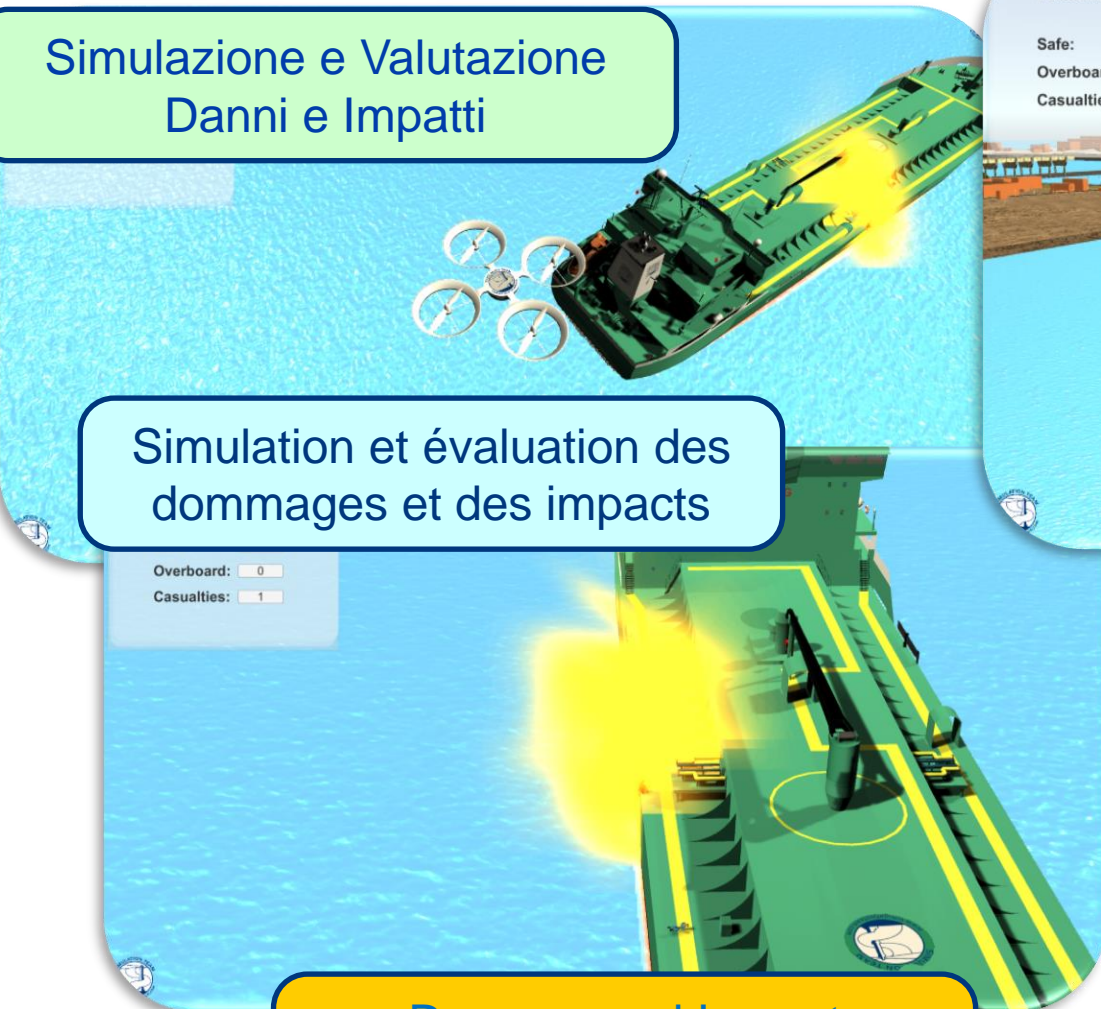 Simulazione e Valutazione
Danni e Impatti
Safe:
Simulation et évaluation des
dommages et des impacts
Overboard: 0
Casualties: 1